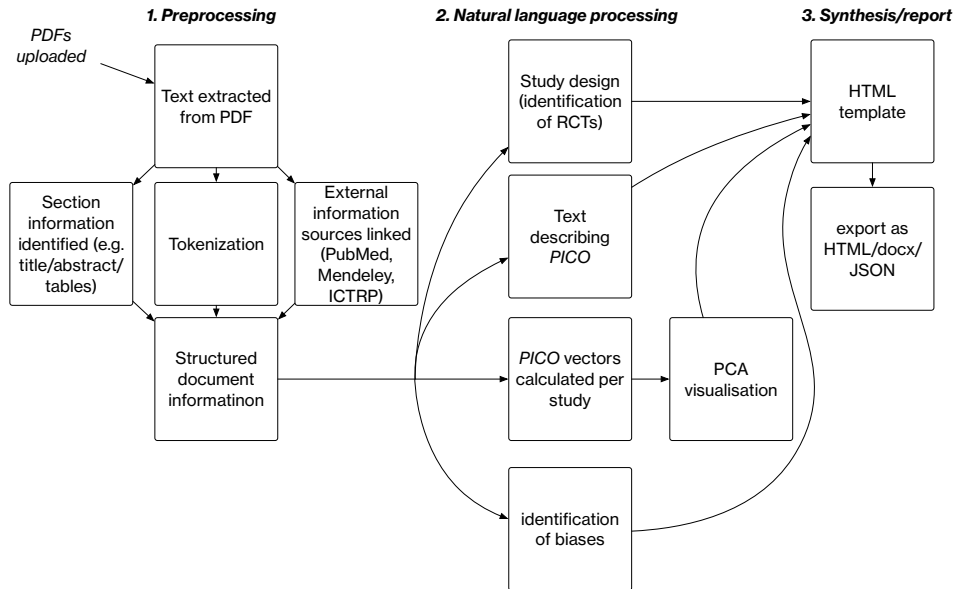 1. Preprocessing
PDFs
uploaded
Text extracted
from PDF
Section
information
identified (e.g.
title/abstract/
tables)
Tokenization
External
information
sources linked
(PubMed,
Mendeley,
ICTRP)
Structured
document
informatinon
2. Natural language processing
Study design
(identification
of RCTs)
Text
describing
PICO
PICO vectors
calculated per
study
PCA
visualisation
identification
of biases
3. Synthesis/report
HTML
template
export as
HTML/docx/
JSON